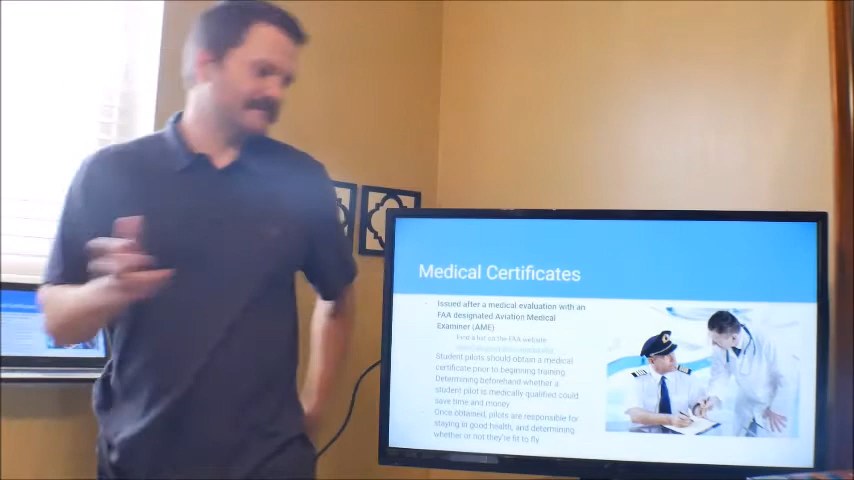 Medical Certificates
Issued after a medical evaluation with an
FAA designated Aviation Medical
Examiner (AME)
Find a list on the FAA website
Student pilots should obtain a medical
certificate prior to beginning training.
Determining beforehand whether a
student pilot is medically qualified could
save time and money
Once obtained, pilots are responsible for
staying in good health, and determining
whether or not they're fit to fly.